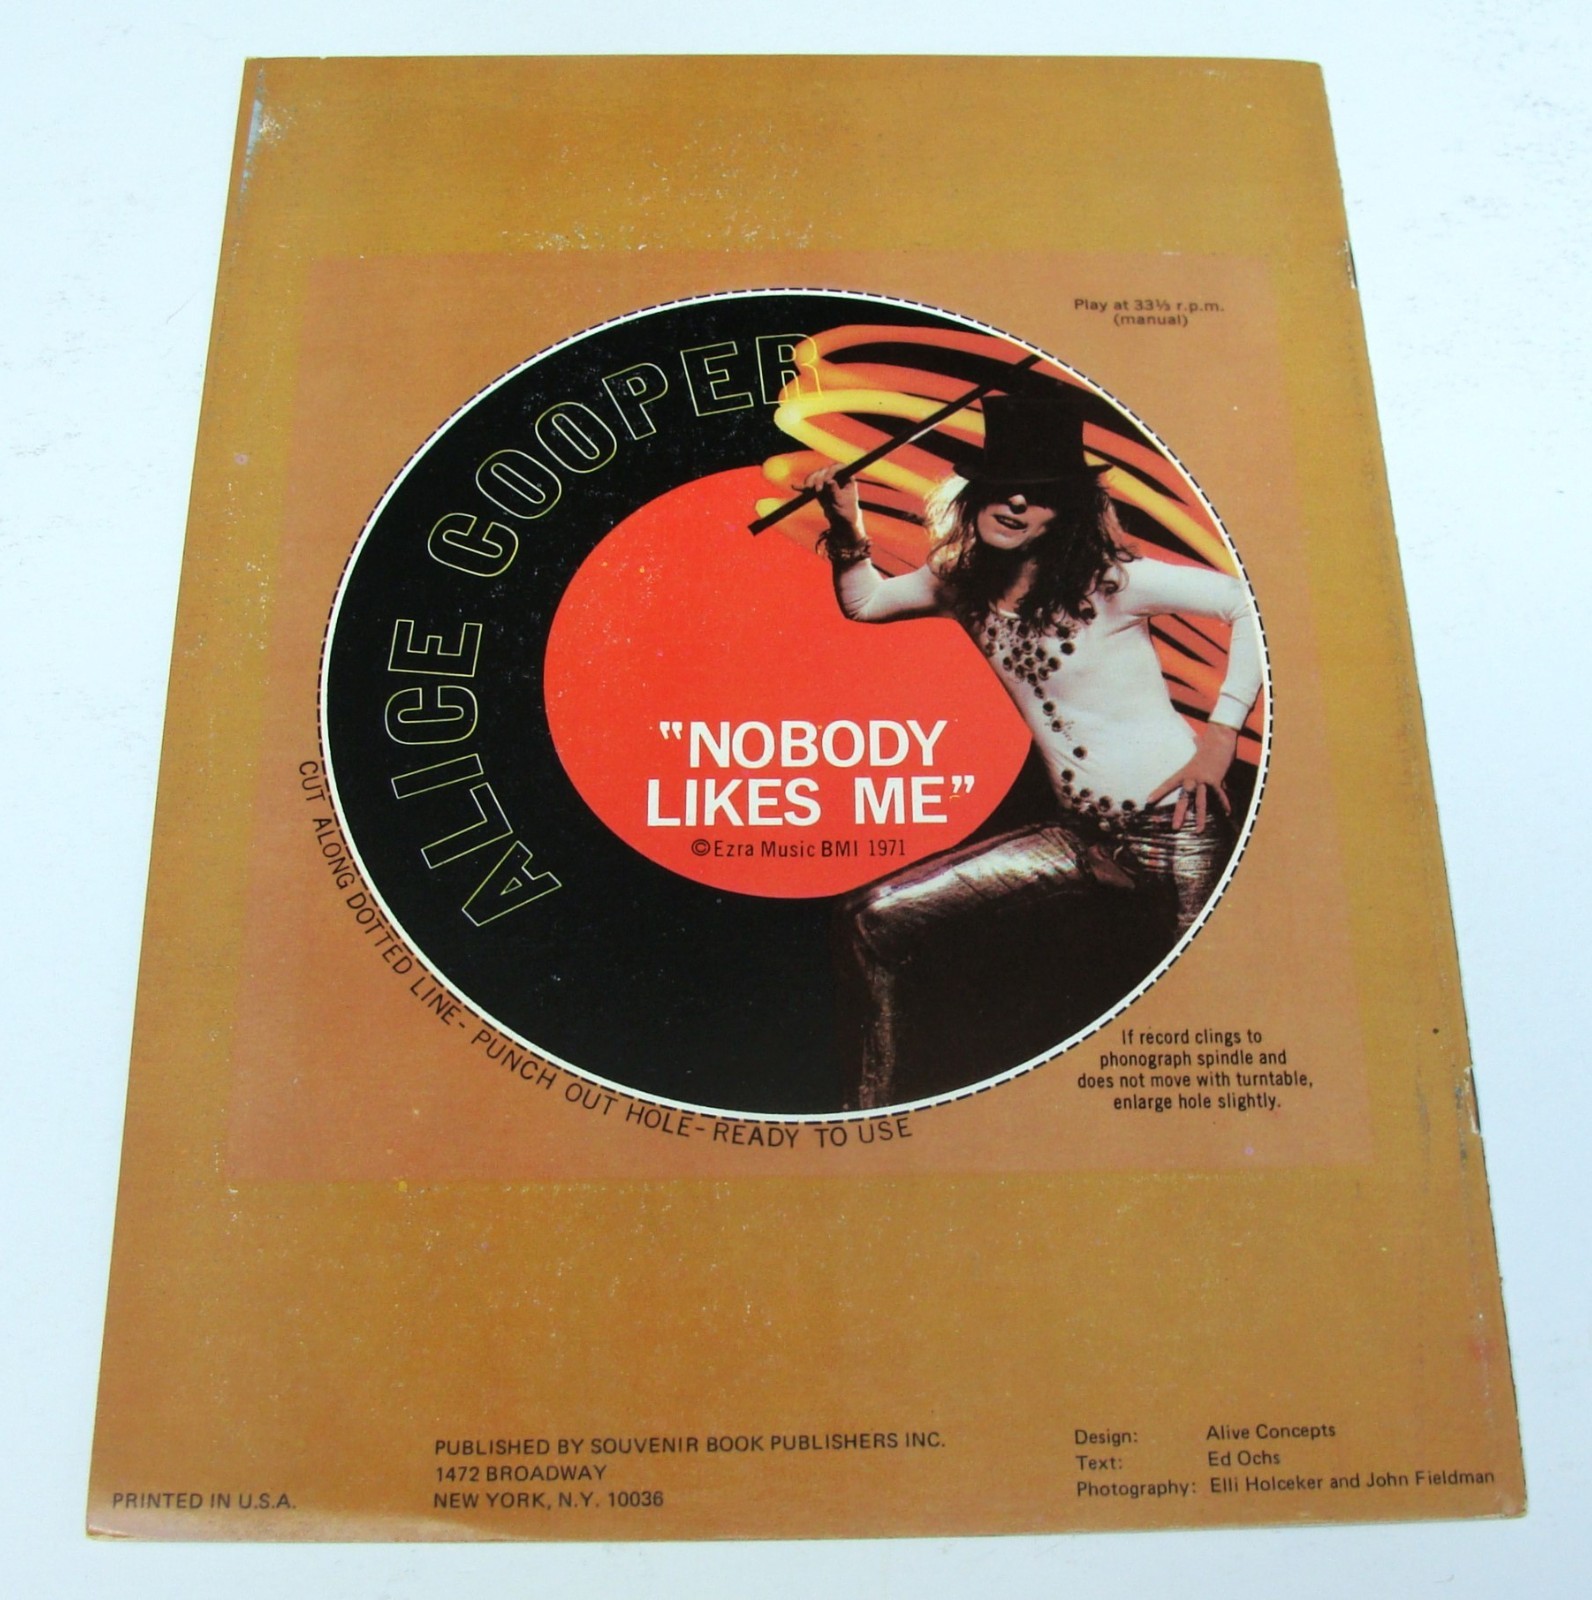 Play at 33⅓ r.p.m.
(manual)
ALICE COOPER
"NOBODY
LIKES ME"
©Ezra Music BMI 1971
CUT ALONG DOTTED LINE - PUNCH OUT HOLE - READY TO USE
If record clings to
phonograph spindle and
does not move with turntable,
enlarge hole slightly.
PRINTED IN U.S.A.
PUBLISHED BY SOUVENIR BOOK PUBLISHERS INC.
1472 BROADWAY
NEW YORK, N.Y. 10036
Design: Alive Concepts
Text: Ed Ochs
Photography: Elli Holceker and John Fieldman